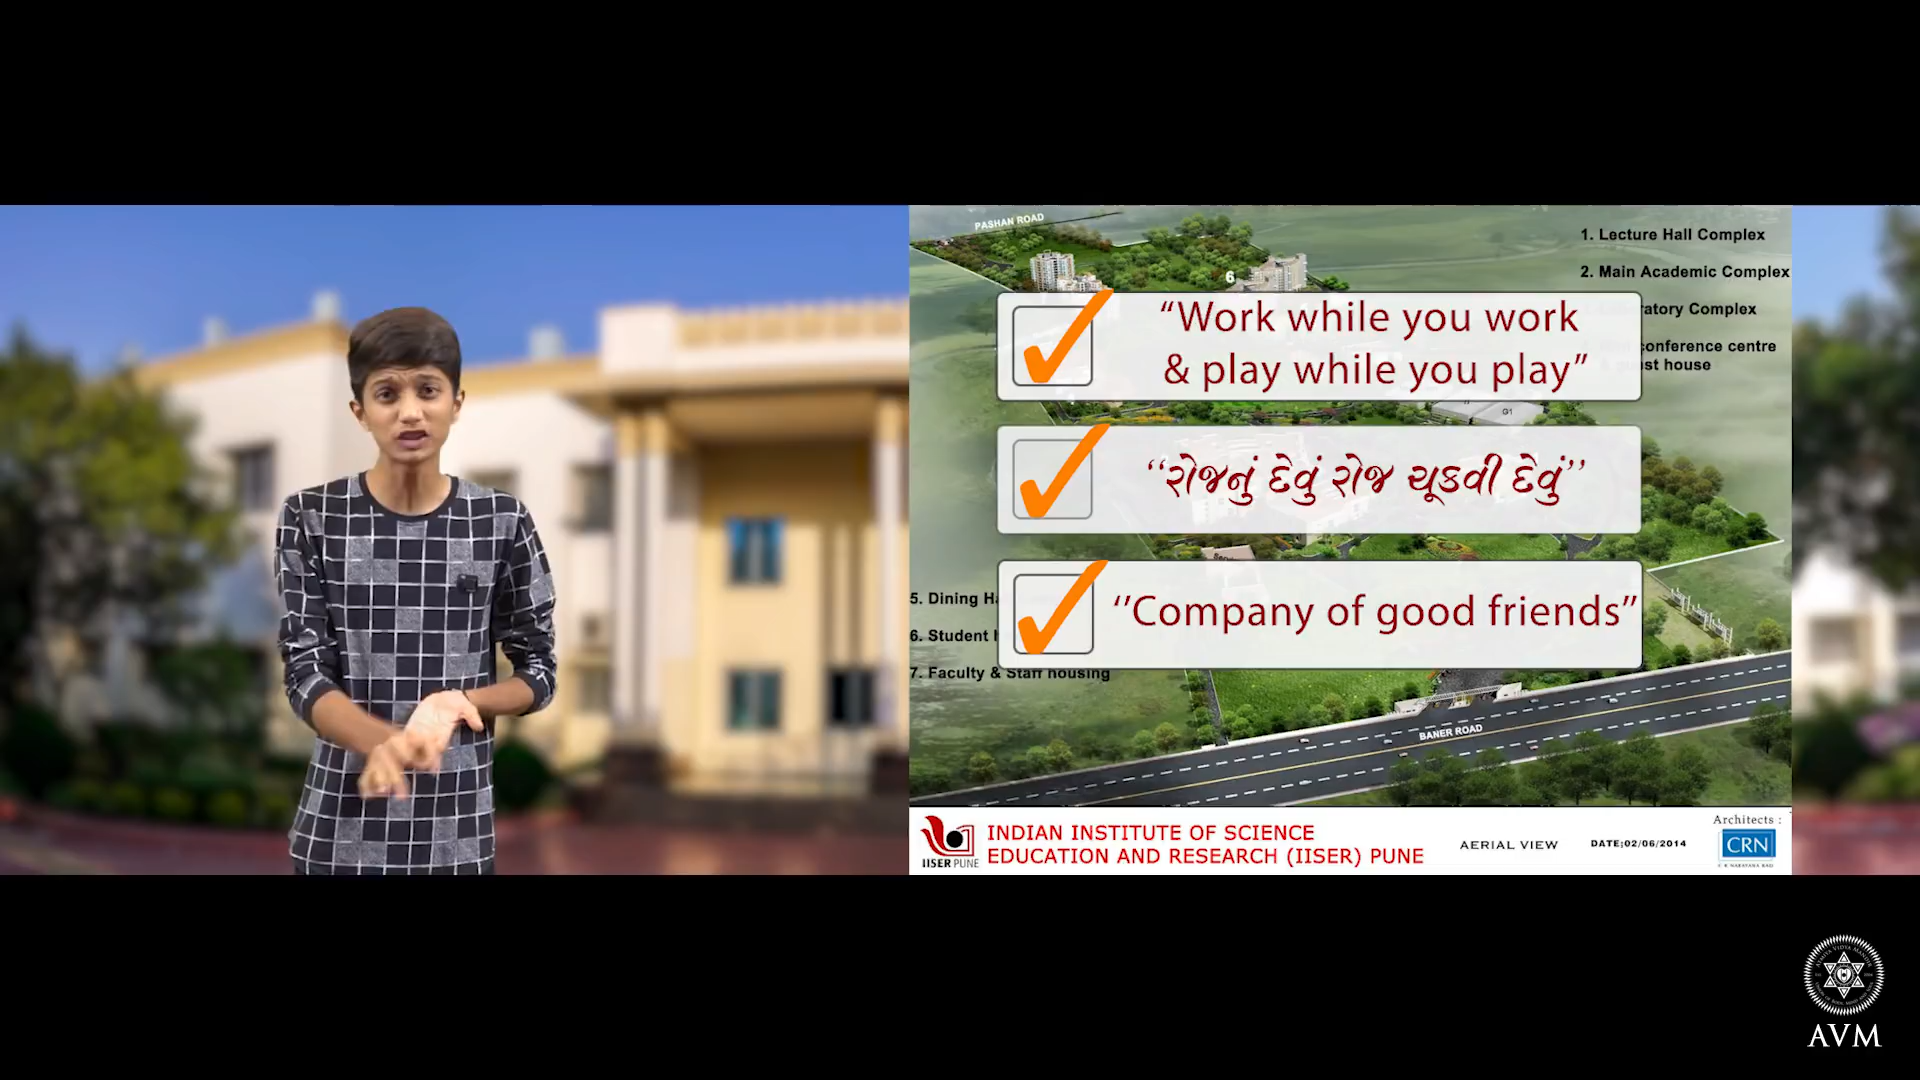 PASHAN ROAD
1. Lecture Hall Complex
6
2. Main Academic Complex
“Work while you work
& play while you play”
Complex
conference centre
house
G1
“રોજનું દેવું રોજ ચૂકવી દેવું”
“Company of good friends”
5. Dining
6. Student
7. Faculty & Staff housing
BANER ROAD
IISER PUNE
INDIAN INSTITUTE OF SCIENCE
EDUCATION AND RESEARCH (IISER) PUNE
AERIAL VIEW
DATE;02/06/2014
Architects :
CRN
AVM